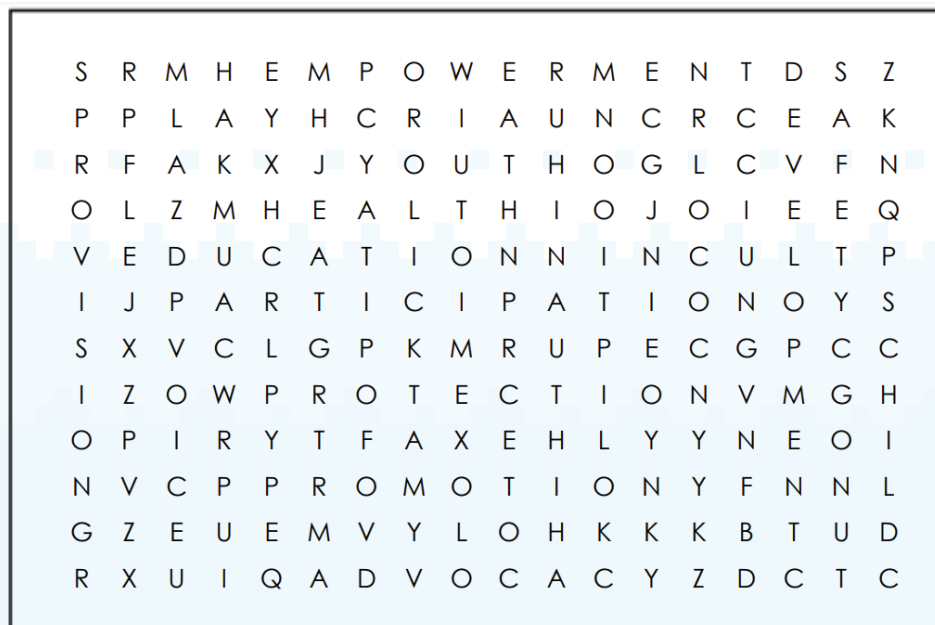 S R M H E M P O W E R M E N T D S Z
P P L A Y H C R I A U N C R C E A K
R F A K X J Y O U T H O G L C V F N
O L Z M H E A L T H I O J O I E E Q
V E D U C A T I O N N I N C U L T P
I J P A R T I C I P A T I O N O Y S
S X V C L G P K M R U P E C G P C C
I Z O W P R O T E C T I O N V M G H
O P I R Y T F A X E H L Y Y N E O I
N V C P P R O M O T I O N Y F N N L
G Z E U E M V Y L O H K K K B T U D
R X U I Q A D V O C A C Y Z D C T C